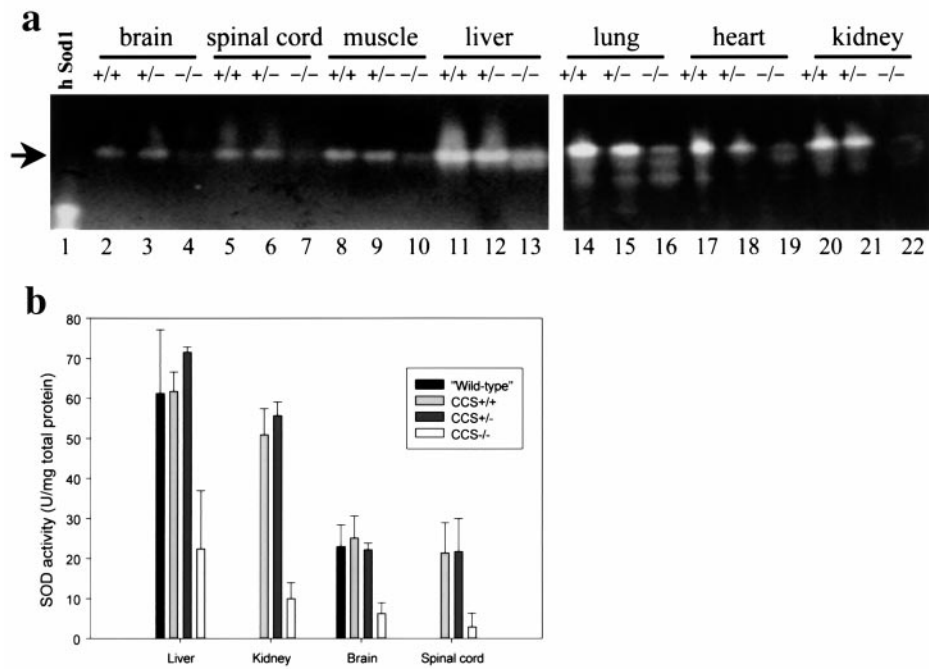 a
h Sod1
brain spinal cord muscle liver lung heart kidney
+/+ +/− −/− +/+ +/− −/− +/+ +/− −/− +/+ +/− −/− +/+ +/− −/− +/+ +/− −/− +/+ +/− −/−
1 2 3 4 5 6 7 8 9 10 11 12 13 14 15 16 17 18 19 20 21 22
b
SOD activity (U/mg total protein)
80
70
60
50
40
30
20
10
0
"Wild-type"
CCS+/+
CCS+/-
CCS-/-
Liver Kidney Brain Spinal cord